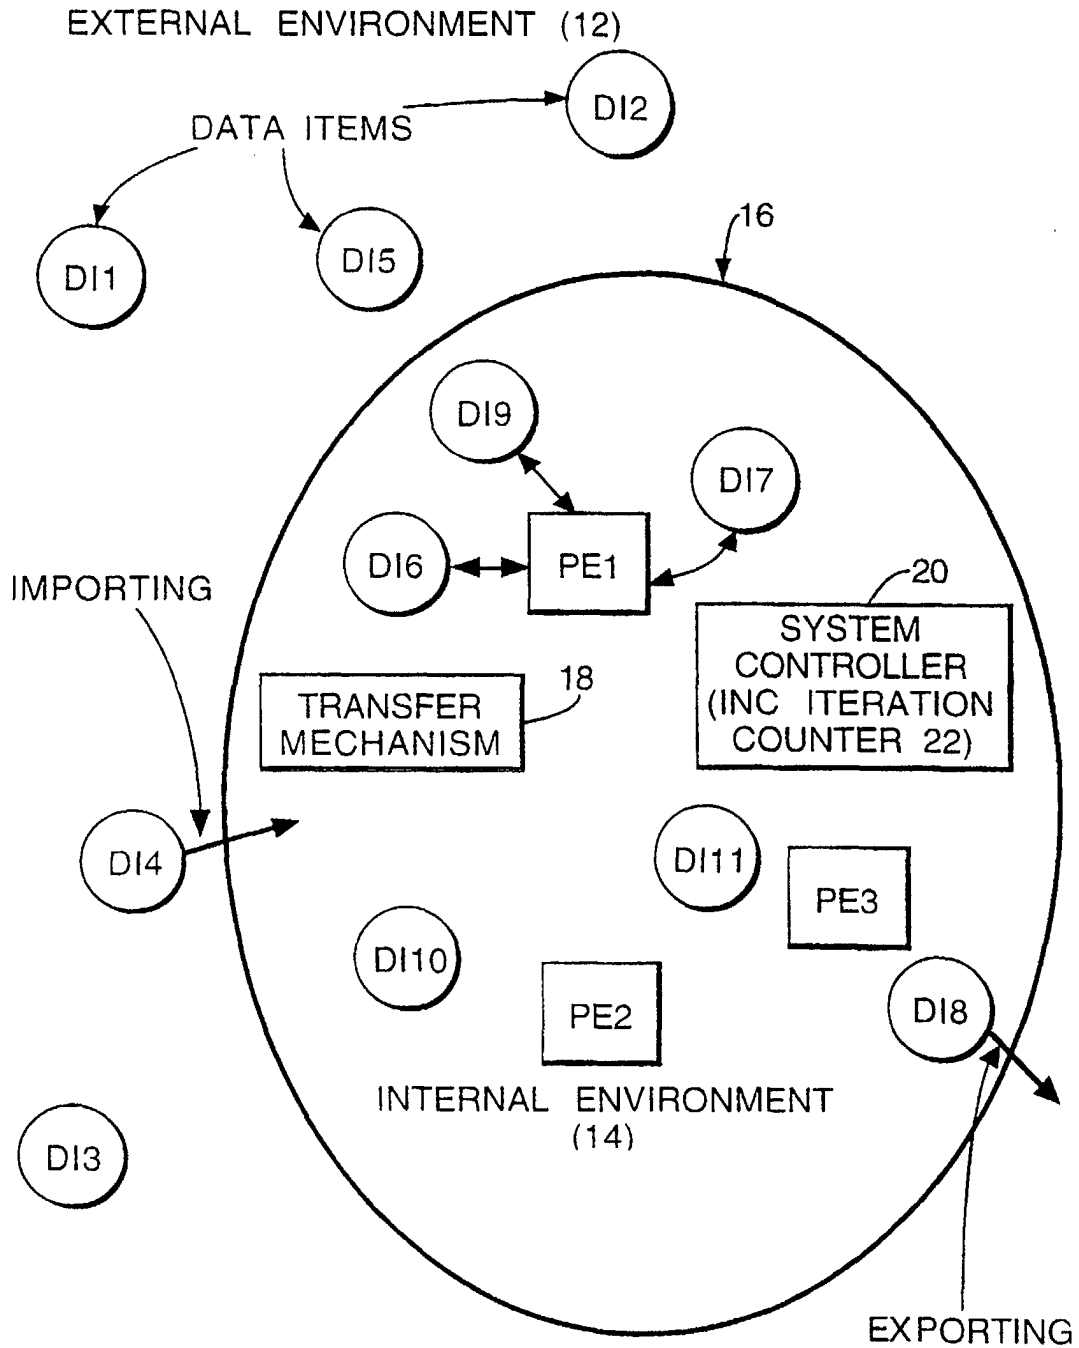 EXTERNAL ENVIRONMENT (12)
DI2
DATA ITEMS
16
DI5
DI1
DI9
DI7
DI6
PE1
20
IMPORTING
SYSTEM
CONTROLLER
(INC ITERATION
COUNTER 22)
18
TRANSFER
MECHANISM
DI4
DI11
PE3
DI10
PE2
DI8
INTERNAL ENVIRONMENT
(14)
DI3
EXPORTING